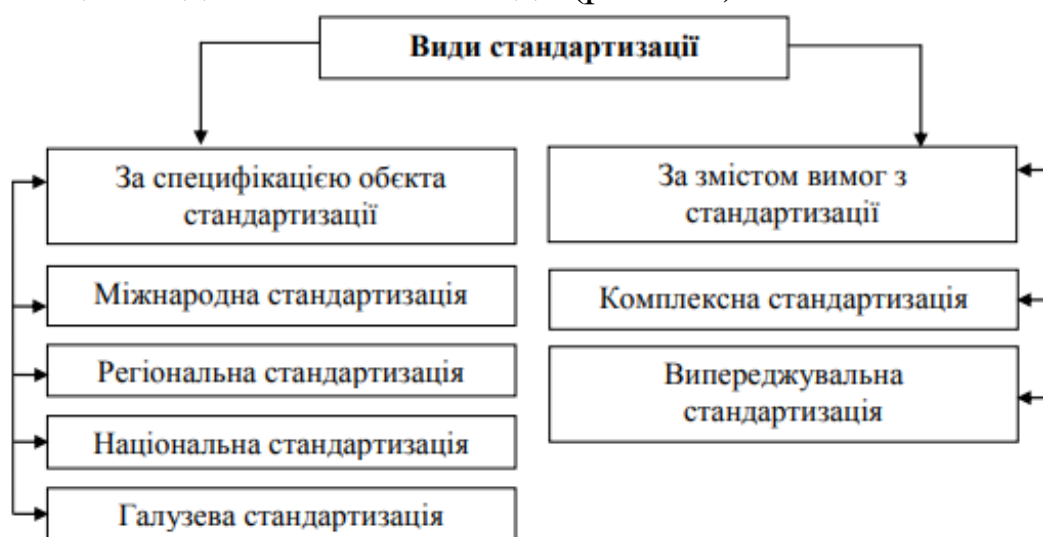 Види стандартизації
За специфікацією обєкта
стандартизації
Міжнародна стандартизація
Регіональна стандартизація
Національна стандартизація
Галузева стандартизація
За змістом вимог з
стандартизації
Комплексна стандартизація
Випереджувальна
стандартизація